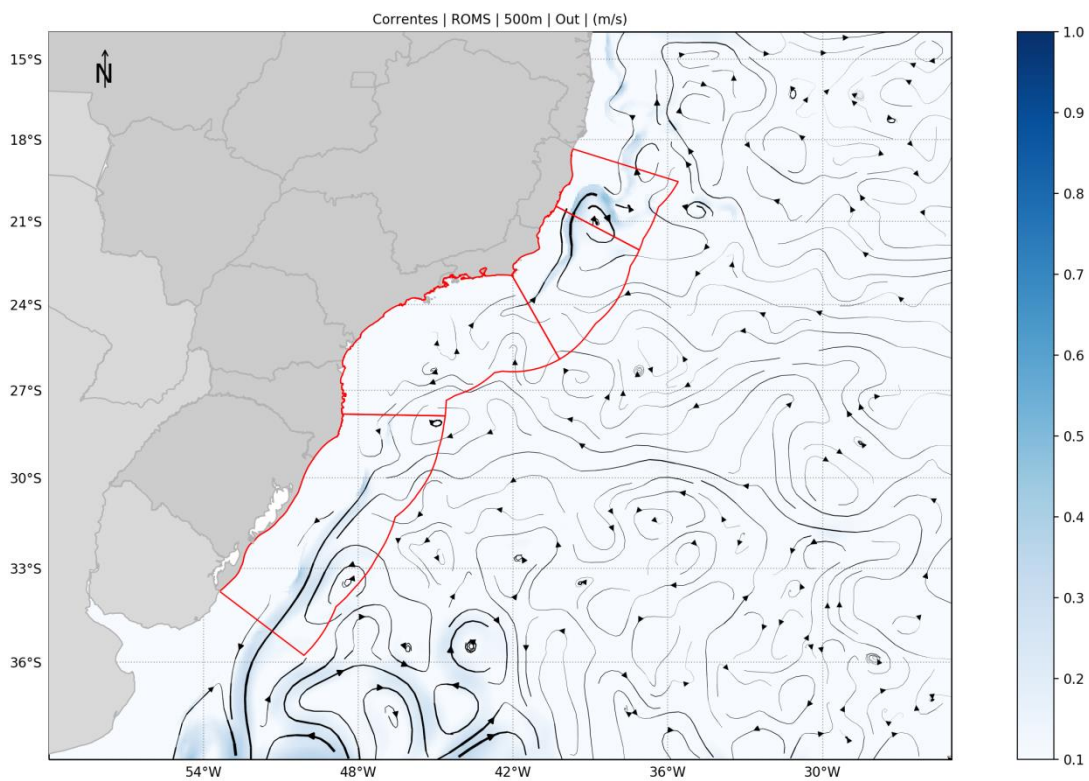 Correntes | ROMS | 500m | Out | (m/s)
N
15°S
18°S
21°S
24°S
27°S
30°S
33°S
36°S
54°W
48°W
42°W
36°W
30°W
1.0
0.9
0.8
0.7
0.6
0.5
0.4
0.3
0.2
0.1